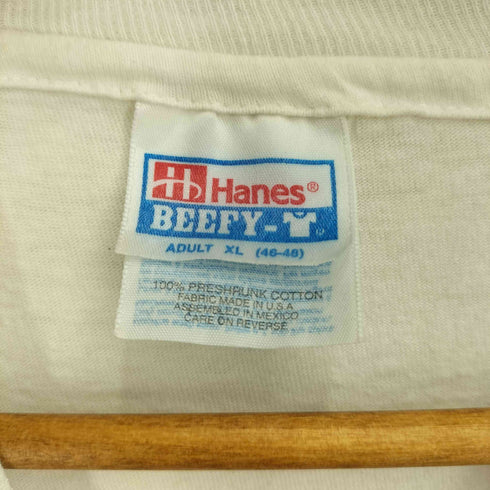 H Hanes®
BEEFY-T
ADULT XL (46-48)
100% PRESHRUNK COTTON
FABRIC MADE IN U.S.A
ASSEMBLED IN MEXICO
CARE ON REVERSE